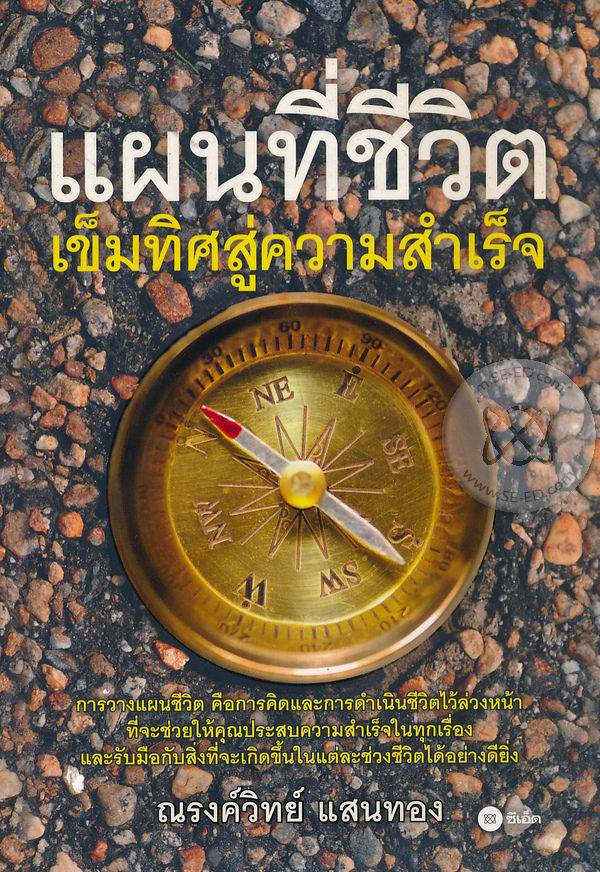 แผนที่ชีวิต
เข็มทิศสู่ความสำเร็จ
0 30 60 90 120
N NE E SE S SW W NW
210 240 270
www.SE-ED.com
www.SE-ED.com
การวางแผนชีวิต คือการคิดและการดำเนินชีวิตไว้ล่วงหน้า
ที่จะช่วยให้คุณประสบความสำเร็จในทุกเรื่อง
และรับมือกับสิ่งที่จะเกิดขึ้นในแต่ละช่วงชีวิตได้อย่างดียิ่ง
ณรงค์วิทย์ แสนทอง
ซีเอ็ด